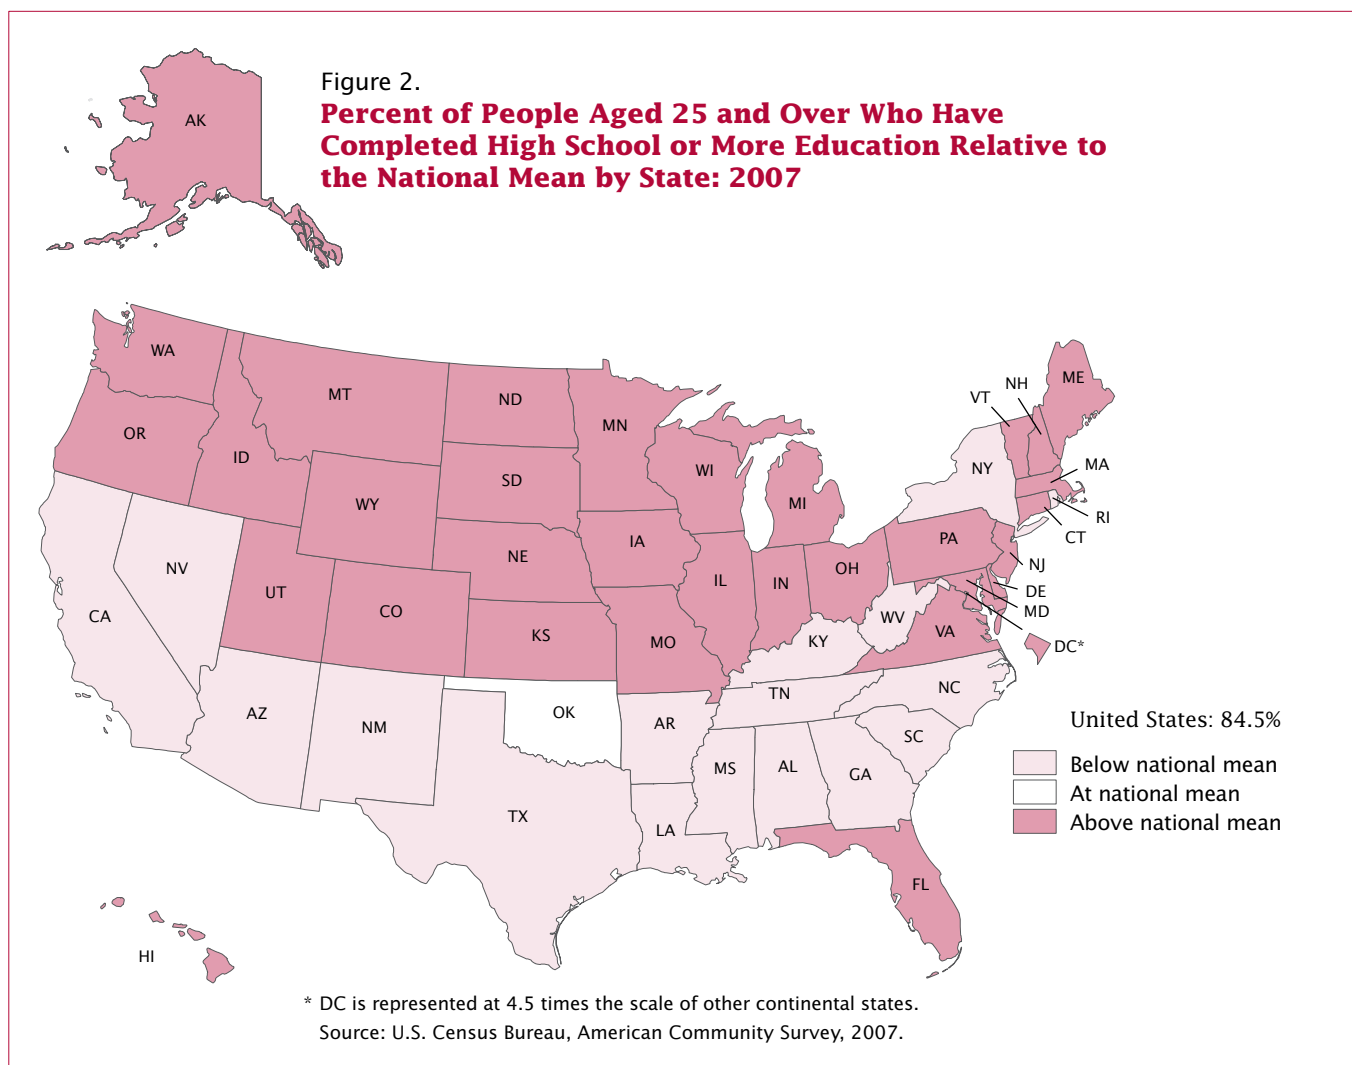 Figure 2.
Percent of People Aged 25 and Over Who Have
Completed High School or More Education Relative to
the National Mean by State: 2007
AK
WA
MT
ND
MN
VT
NH
ME
OR
ID
SD
WI
NY
MA
WY
MI
RI
IA
PA
CT
NV
NE
IL
IN
OH
NJ
UT
CO
DE
CA
KS
MO
WV
MD
KY
VA
DC*
AZ
NM
OK
AR
TN
NC
SC
MS
AL
GA
TX
LA
FL
HI
United States: 84.5%
Below national mean
At national mean
Above national mean
* DC is represented at 4.5 times the scale of other continental states.
Source: U.S. Census Bureau, American Community Survey, 2007.